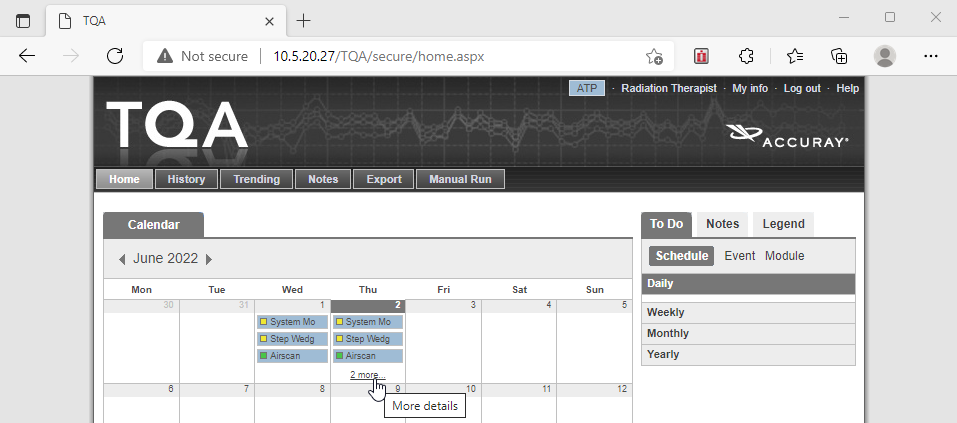 TQA
Not secure
10.5.20.27/TQA/secure/home.aspx
ATP · Radiation Therapist · My info · Log out · Help
TQA
ACCURAY®
Home History Trending Notes Export Manual Run
Calendar
To Do Notes Legend
June 2022
Schedule Event Module
Mon Tue Wed Thu Fri Sat Sun
Daily
30 31 1 2 3 4 5
System Mo System Mo
Weekly
Step Wedg Step Wedg
Monthly
Airscan Airscan
Yearly
2 more...
6 7 8 9 10 11 12
More details